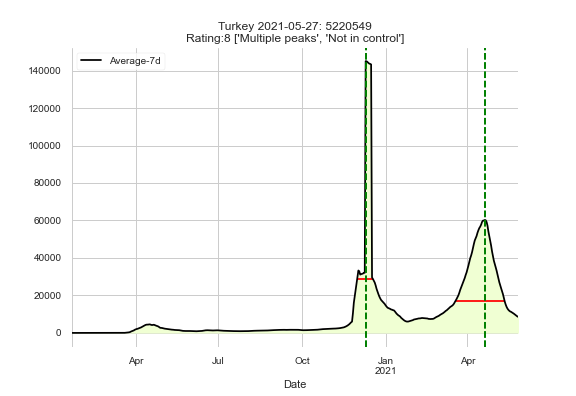 Turkey 2021-05-27: 5220549
Rating:8 ['Multiple peaks', 'Not in control']
Average-7d
140000
120000
100000
80000
60000
40000
20000
0
Apr Jul Oct Jan Apr
2021
Date